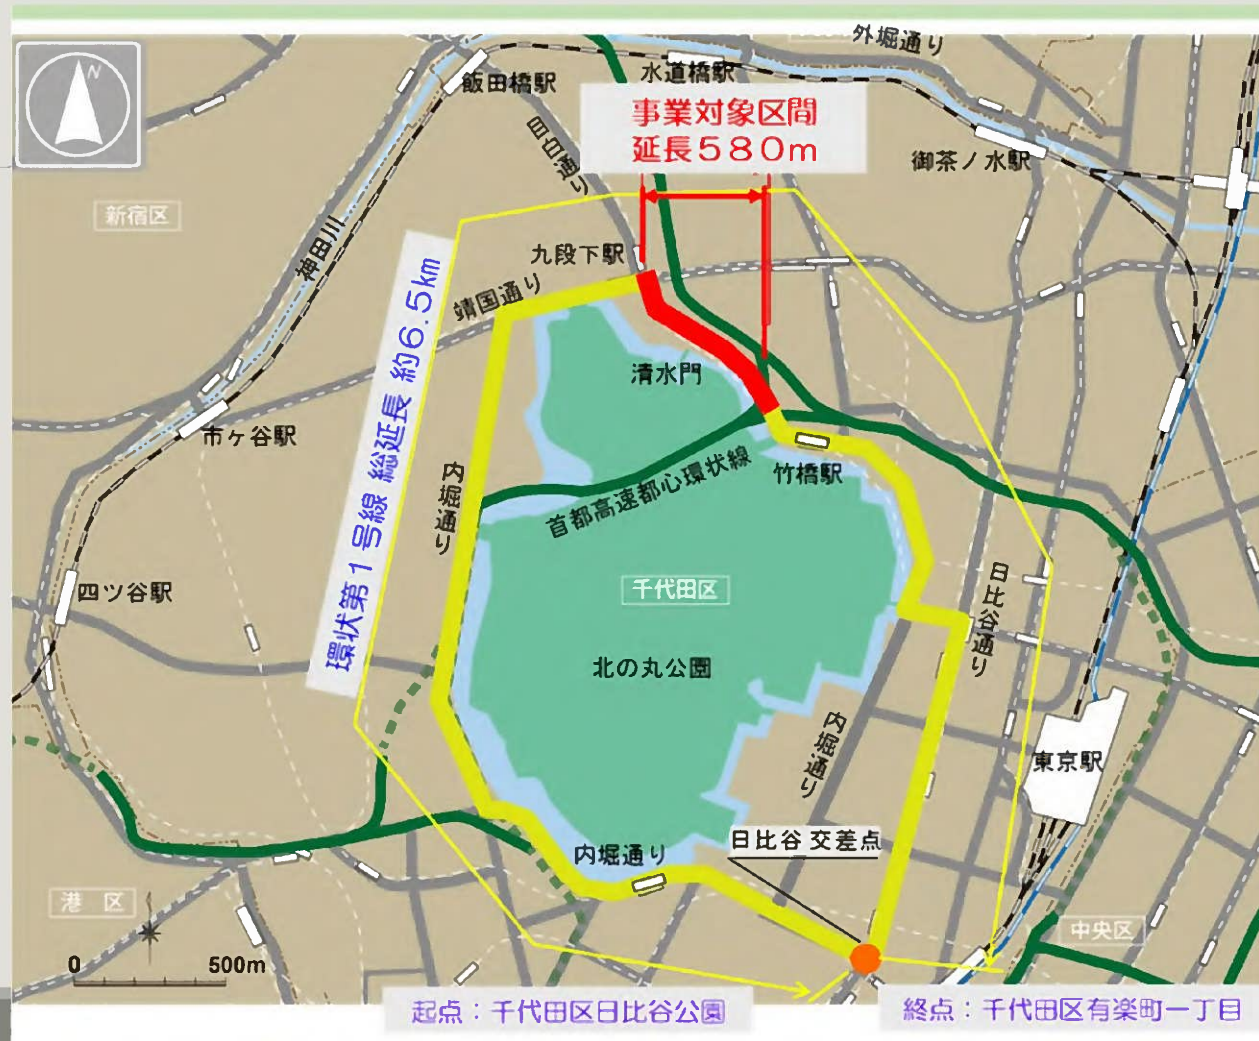 外堀通り
N
飯田橋駅
水道橋駅
事業対象区間
延長580m
目白通り
御茶ノ水駅
新宿区
神田川
九段下駅
靖国通り
環状第1号線 総延長 約6.5km
清水門
市ヶ谷駅
内堀通り
首都高速都心環状線
竹橋駅
四ツ谷駅
千代田区
日比谷通り
北の丸公園
内堀通り
東京駅
日比谷 交差点
内堀通り
港 区
中央区
0 500m
起点：千代田区日比谷公園
終点：千代田区有楽町一丁目